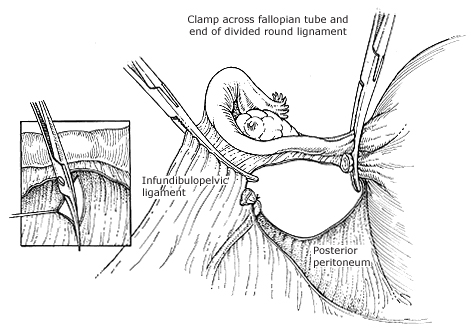 Clamp across fallopian tube and
end of divided round lignament
Infundibulopelvic
ligament
Posterior
peritoneum